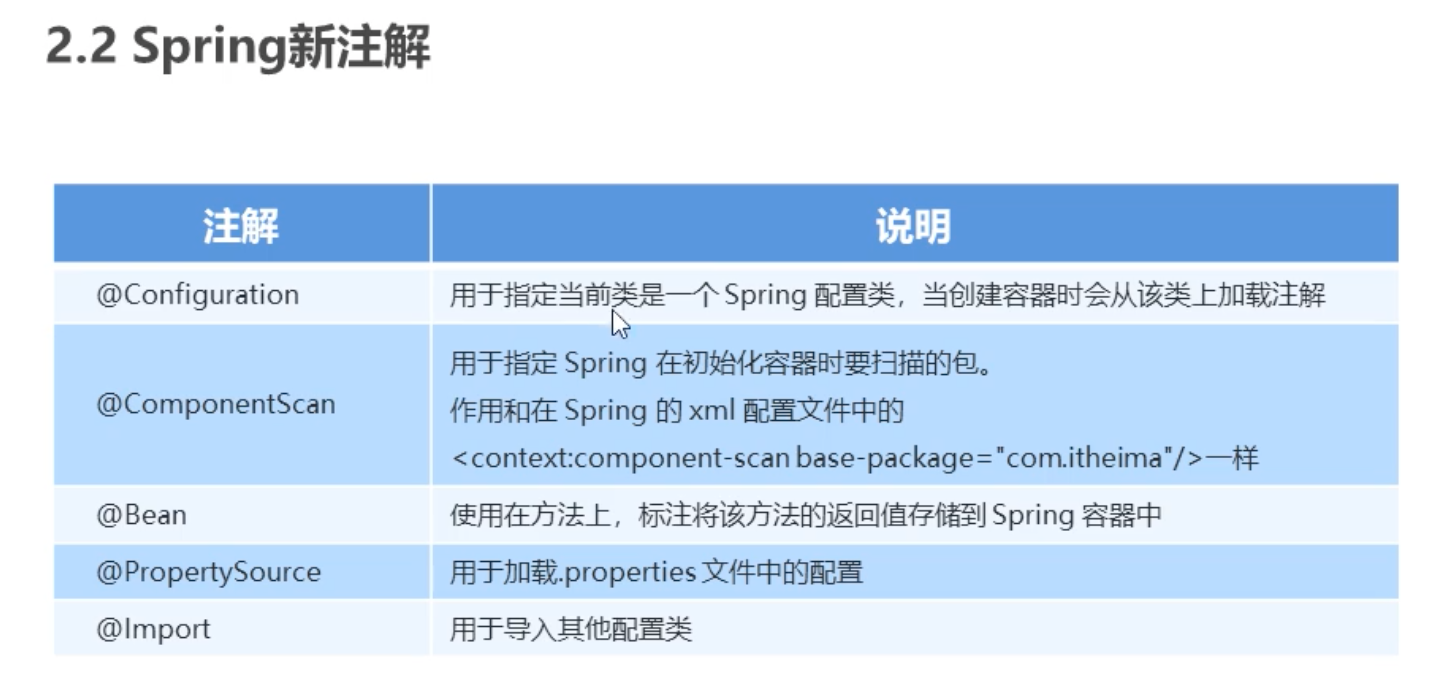 2.2 Spring新注解
注解 说明
@Configuration 用于指定当前类是一个 Spring 配置类，当创建容器时会从该类上加载注解
@ComponentScan
用于指定 Spring 在初始化容器时要扫描的包。
作用和在 Spring 的 xml 配置文件中的
<context:component-scan base-package="com.itheima"/>一样
@Bean 使用在方法上，标注将该方法的返回值存储到 Spring 容器中
@PropertySource 用于加载.properties 文件中的配置
@Import 用于导入其他配置类